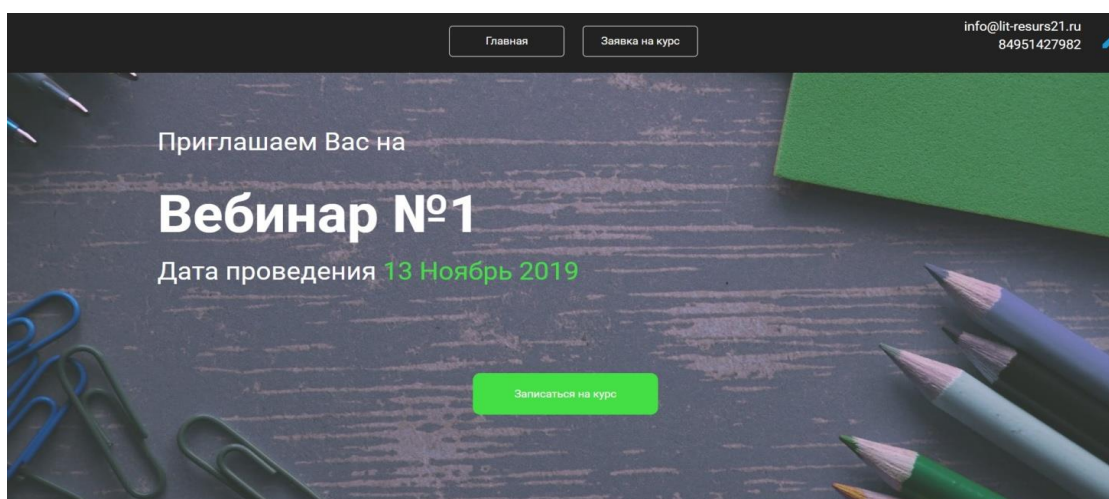 Главная
Заявка на курс
info@lit-resurs21.ru
84951427982
Приглашаем Вас на
Вебинар №1
Дата проведения 13 Ноябрь 2019
Записаться на курс